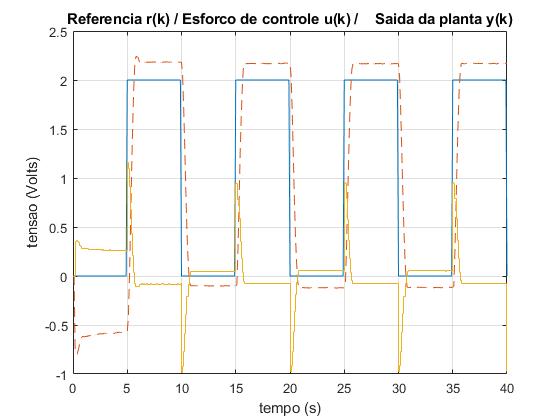 Referencia r(k) / Esforco de controle u(k) / Saida da planta y(k)
2.5
2
1.5
1
0.5
0
-0.5
-1
tensao (Volts)
0 5 10 15 20 25 30 35 40
tempo (s)